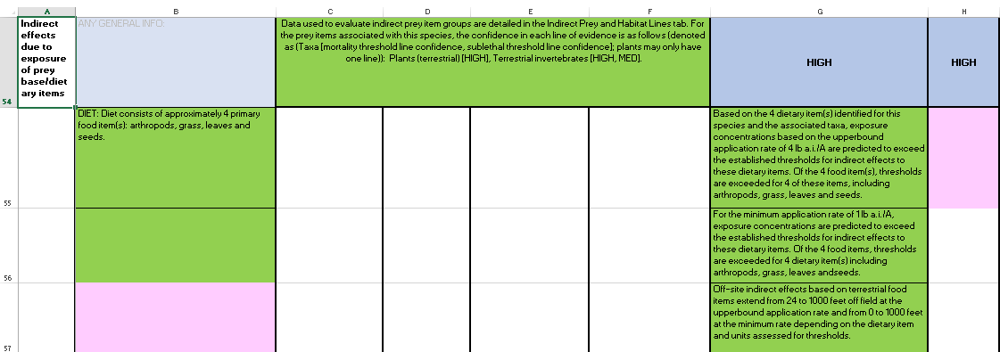 A B C D E F G H
Indirect
effects
due to
exposure
of prey
base/diet
ary items
ANY GENERAL INFO:
Data used to evaluate indirect prey item groups are detailed in the Indirect Prey and Habitat Lines tab. For
the prey items associated with this species, the confidence in each line of evidence is as follows (denoted
as (Taxa [mortality threshold line confidence, sublethal threshold line confidence]; plants may only have
one line)): Plants (terrestrial) [HIGH], Terrestrial invertebrates [HIGH, MED].
HIGH
HIGH
54
DIET: Diet consists of approximately 4 primary
food item(s): arthropods, grass, leaves and
seeds.
Based on the 4 dietary item(s) identified for this
species and the associated taxa, exposure
concentrations based on the upperbound
application rate of 4 lb a.i./A are predicted to exceed
the established thresholds for indirect effects to
these dietary items. Of the 4 food item(s), thresholds
are exceeded for 4 of these items, including
arthropods, grass, leaves and seeds.
55
For the minimum application rate of 1 lb a.i./A,
exposure concentrations are predicted to exceed
the established thresholds for indirect effects to
these dietary items. Of the 4 food items, thresholds
are exceeded for 4 dietary item(s) including
arthropods, grass, leaves andseeds.
56
Off-site indirect effects based on terrestrial food
items extend from 24 to 1000 feet off field at the
upperbound application rate and from 0 to 1000 feet
at the minimum rate depending on the dietary item
and units assessed for thresholds.
57